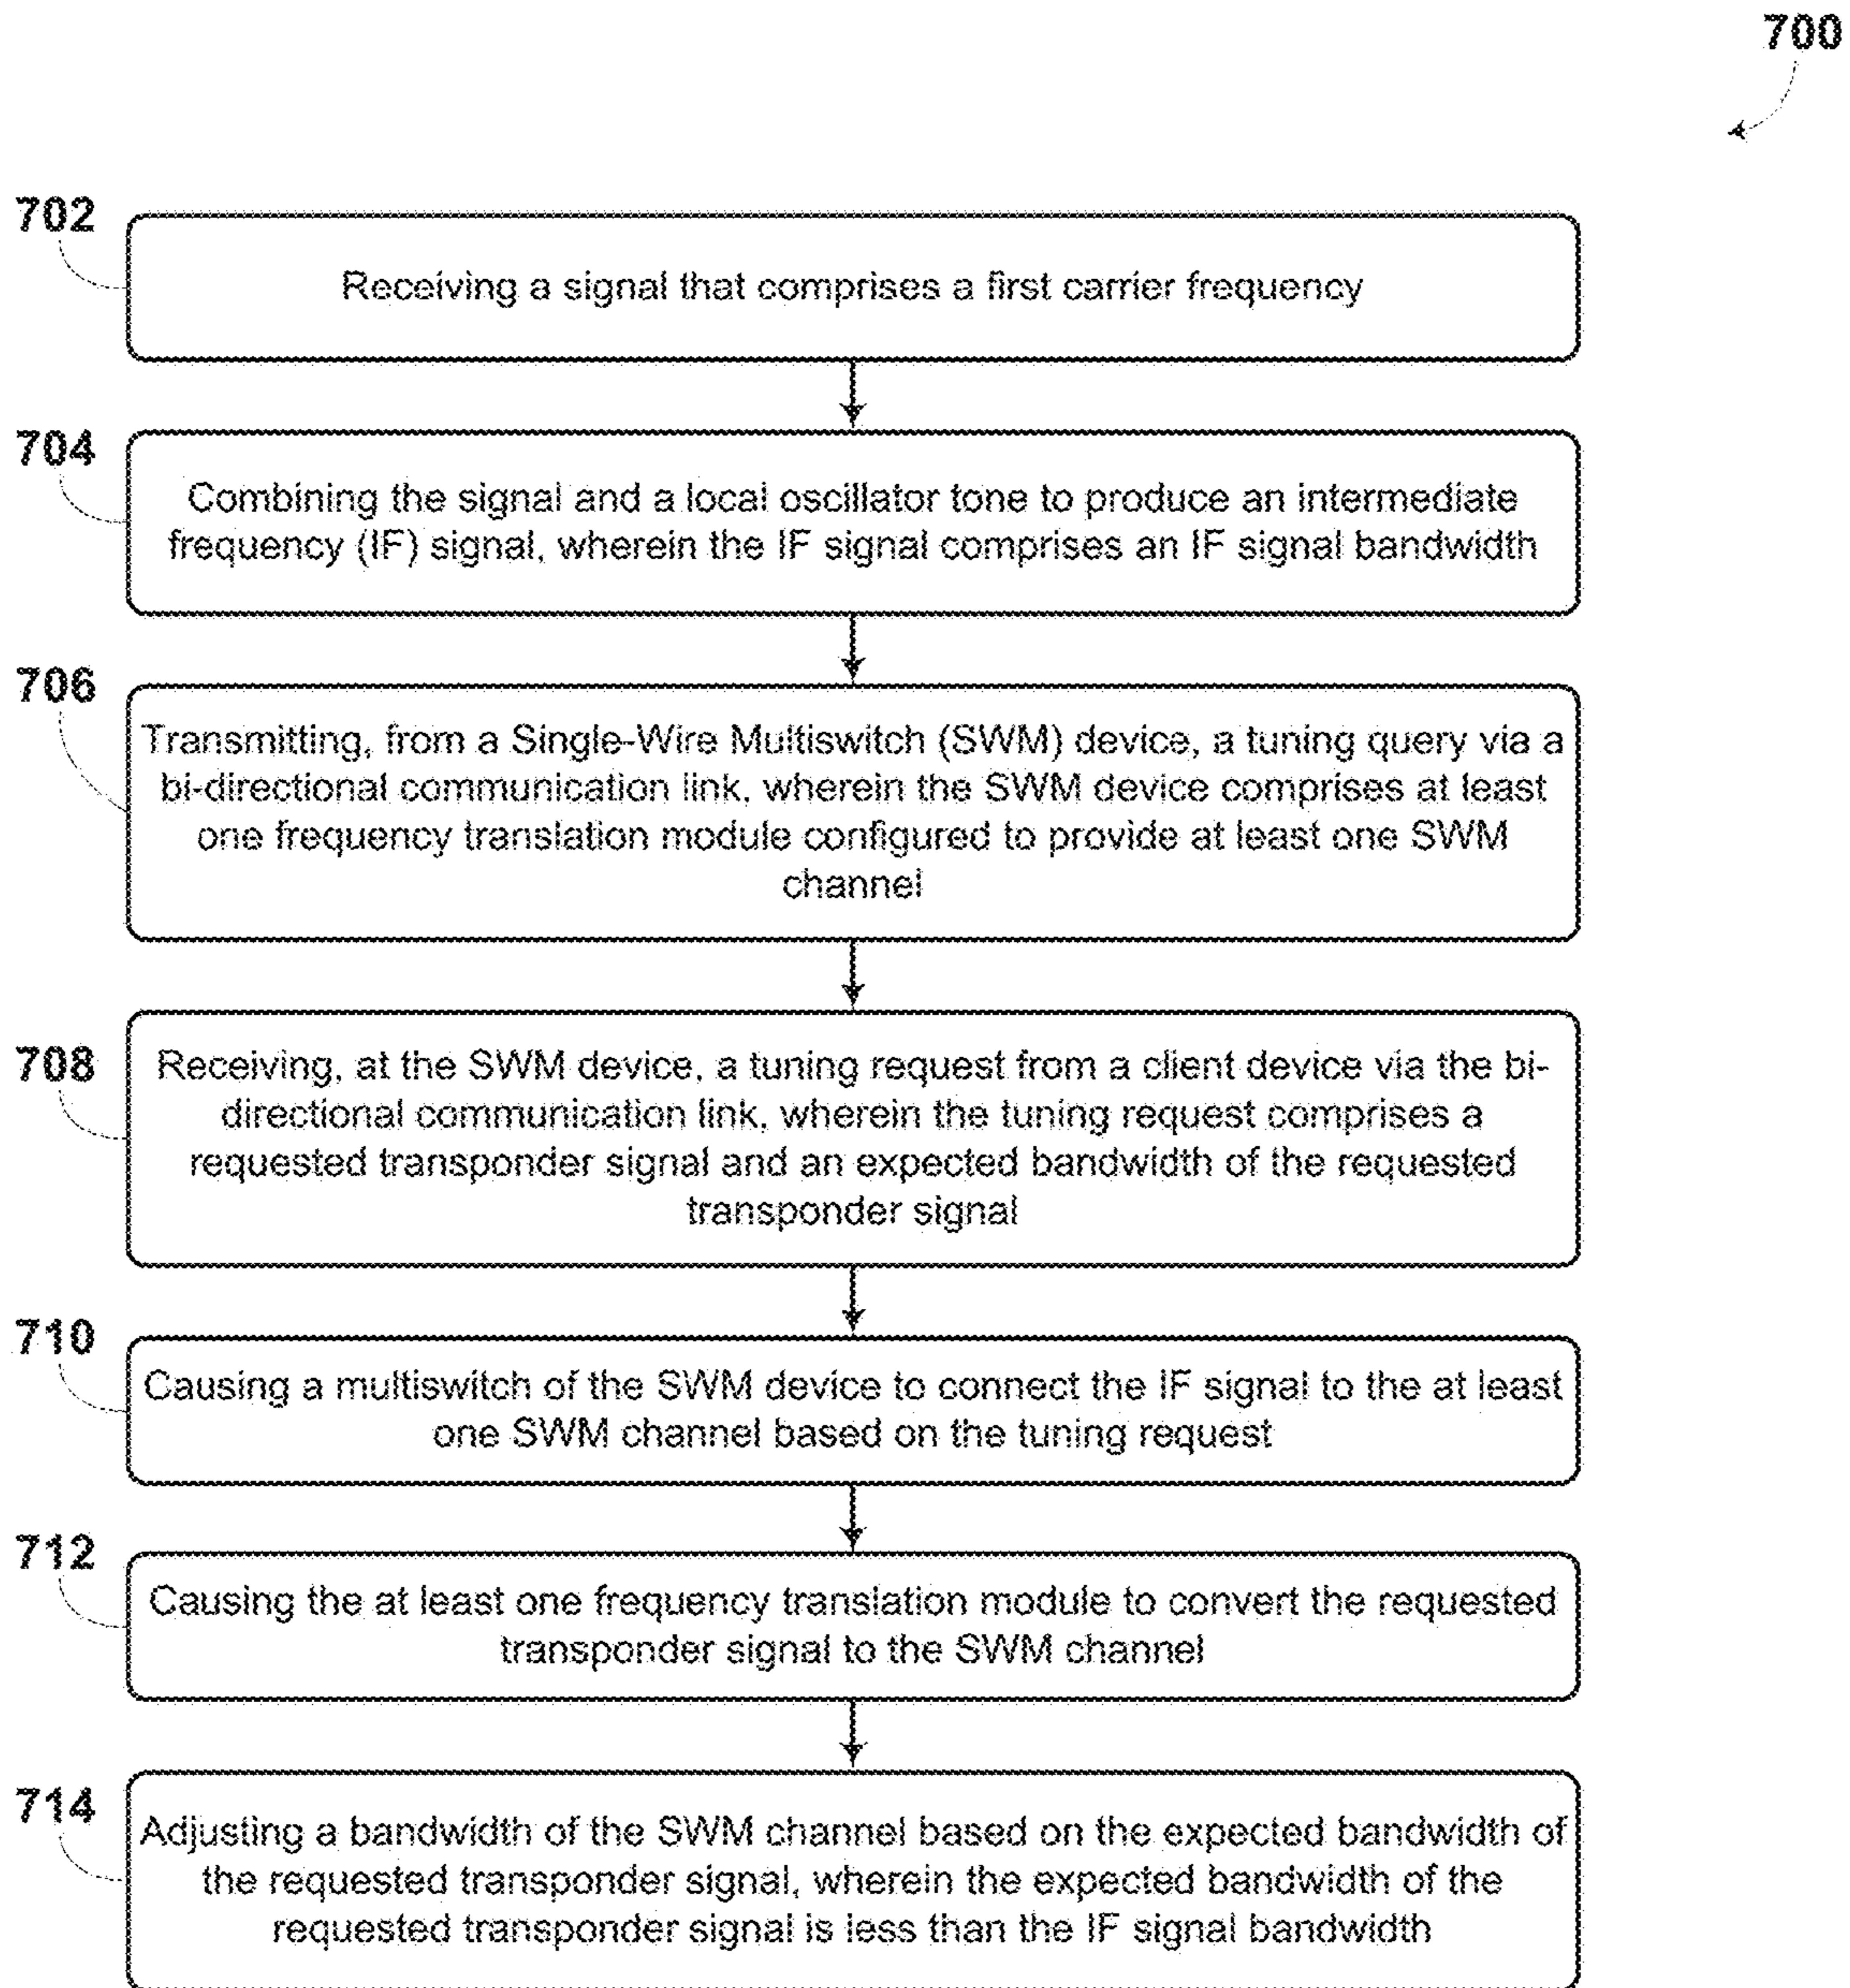 700
702
Receiving a signal that comprises a first carrier frequency
704
Combining the signal and a local oscillator tone to produce an intermediate
frequency (IF) signal, wherein the IF signal comprises an IF signal bandwidth
706
Transmitting, from a Single-Wire Multiswitch (SWM) device, a tuning query via a
bi-directional communication link, wherein the SWM device comprises at least
one frequency translation module configured to provide at least one SWM
channel
708
Receiving, at the SWM device, a tuning request from a client device via the bi-
directional communication link, wherein the tuning request comprises a
requested transponder signal and an expected bandwidth of the requested
transponder signal
710
Causing a multiswitch of the SWM device to connect the IF signal to the at least
one SWM channel based on the tuning request
712
Causing the at least one frequency translation module to convert the requested
transponder signal to the SWM channel
714
Adjusting a bandwidth of the SWM channel based on the expected bandwidth of
the requested transponder signal, wherein the expected bandwidth of the
requested transponder signal is less than the IF signal bandwidth